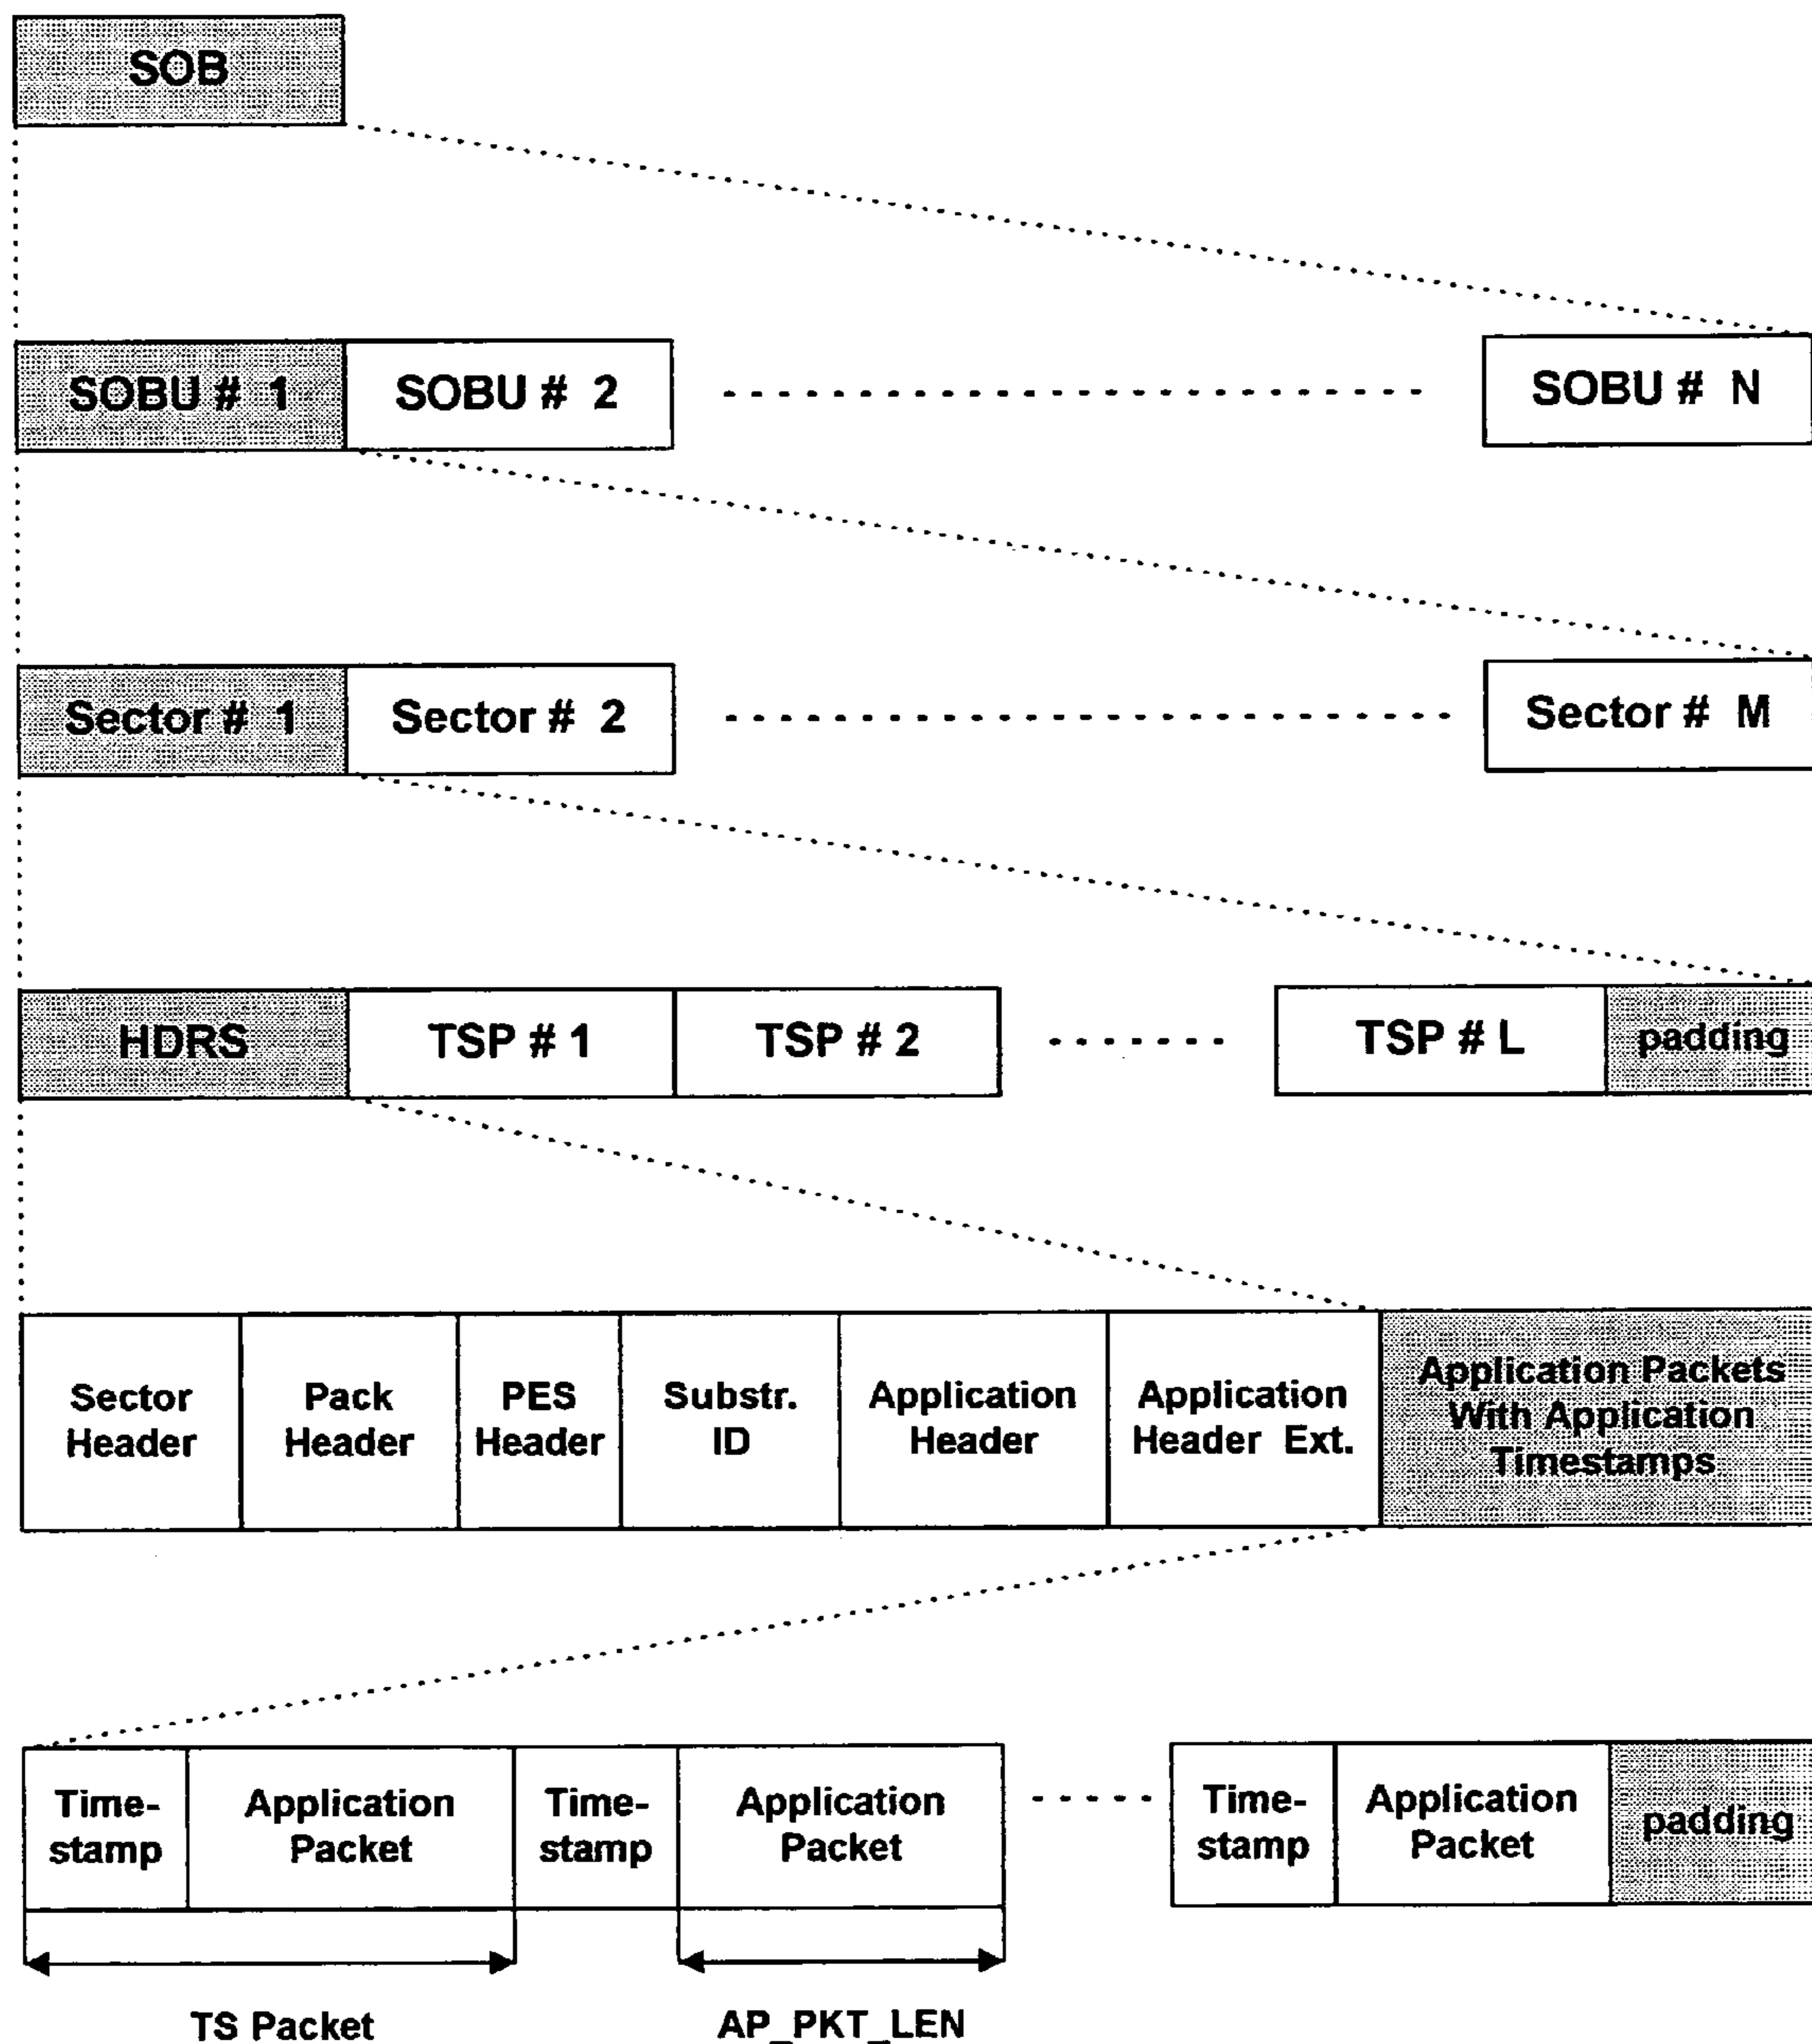 SOB
SOBU # 1
SOBU # 2
SOBU # N
Sector # 1
Sector # 2
Sector # M
HDRS
TSP # 1
TSP # 2
TSP # L
padding
Sector
Header
Pack
Header
PES
Header
Substr.
ID
Application
Header
Application
Header Ext.
Application Packets
With Application
Timestamps
Time-
stamp
Application
Packet
Time-
stamp
Application
Packet
Time-
stamp
Application
Packet
padding
TS Packet
AP_PKT_LEN